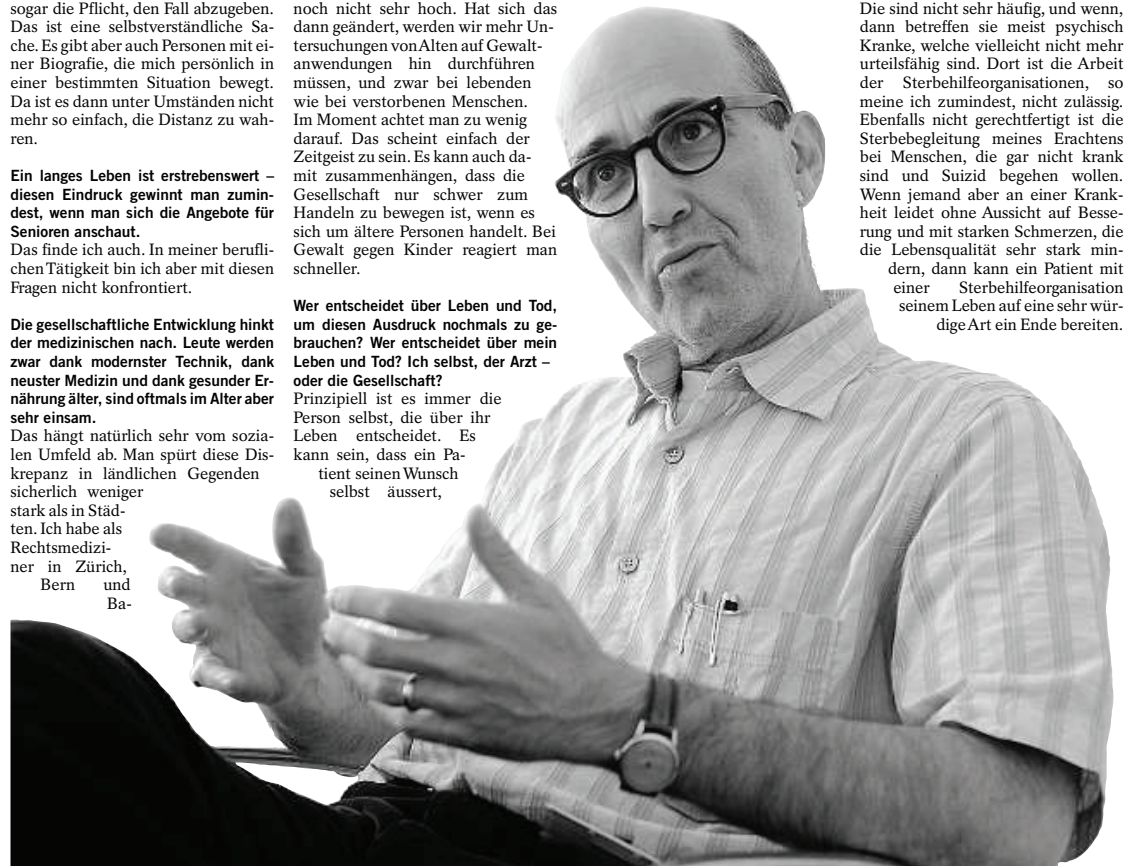 sogar die Pflicht, den Fall abzugeben.
Das ist eine selbstverständliche Sa-
che. Es gibt aber auch Personen mit ei-
ner Biografie, die mich persönlich in
einer bestimmten Situation bewegt.
Da ist es dann unter Umständen nicht
mehr so einfach, die Distanz zu wah-
ren.
Ein langes Leben ist erstrebenswert –
diesen Eindruck gewinnt man zumin-
dest, wenn man sich die Angebote für
Senioren anschaut.
Das finde ich auch. In meiner berufli-
chen Tätigkeit bin ich aber mit diesen
Fragen nicht konfrontiert.
Die gesellschaftliche Entwicklung hinkt
der medizinischen nach. Leute werden
zwar dank modernster Technik, dank
neuster Medizin und dank gesunder Er-
nährung älter, sind oftmals im Alter aber
sehr einsam.
Das hängt natürlich sehr vom sozia-
len Umfeld ab. Man spürt diese Dis-
krepanz in ländlichen Gegenden
sicherlich weniger
stark als in Städ-
ten. Ich habe als
Rechtsmedizi-
ner in Zürich,
Bern und
Ba-
noch nicht sehr hoch. Hat sich das
dann geändert, werden wir mehr Un-
tersuchungen von Alten auf Gewalt-
anwendungen hin durchführen
müssen, und zwar bei lebenden
wie bei verstorbenen Menschen.
Im Moment achtet man zu wenig
darauf. Das scheint einfach der
Zeitgeist zu sein. Es kann auch da-
mit zusammenhängen, dass die
Gesellschaft nur schwer zum
Handeln zu bewegen ist, wenn es
sich um ältere Personen handelt. Bei
Gewalt gegen Kinder reagiert man
schneller.
Wer entscheidet über Leben und Tod,
um diesen Ausdruck nochmals zu ge-
brauchen? Wer entscheidet über mein
Leben und Tod? Ich selbst, der Arzt –
oder die Gesellschaft?
Prinzipiell ist es immer die
Person selbst, die über ihr
Leben entscheidet. Es
kann sein, dass ein Pa-
tient seinen Wunsch
selbst äussert,
Die sind nicht sehr häufig, und wenn,
dann betreffen sie meist psychisch
Kranke, welche vielleicht nicht mehr
urteilsfähig sind. Dort ist die Arbeit
der Sterbehilfeorganisationen, so
meine ich zumindest, nicht zulässig.
Ebenfalls nicht gerechtfertigt ist die
Sterbebegleitung meines Erachtens
bei Menschen, die gar nicht krank
sind und Suizid begehen wollen.
Wenn jemand aber an einer Krank-
heit leidet ohne Aussicht auf Besse-
rung und mit starken Schmerzen, die
die Lebensqualität sehr stark min-
dern, dann kann ein Patient mit
einer Sterbehilfeorganisation
seinem Leben auf eine sehr wür-
dige Art ein Ende bereiten.